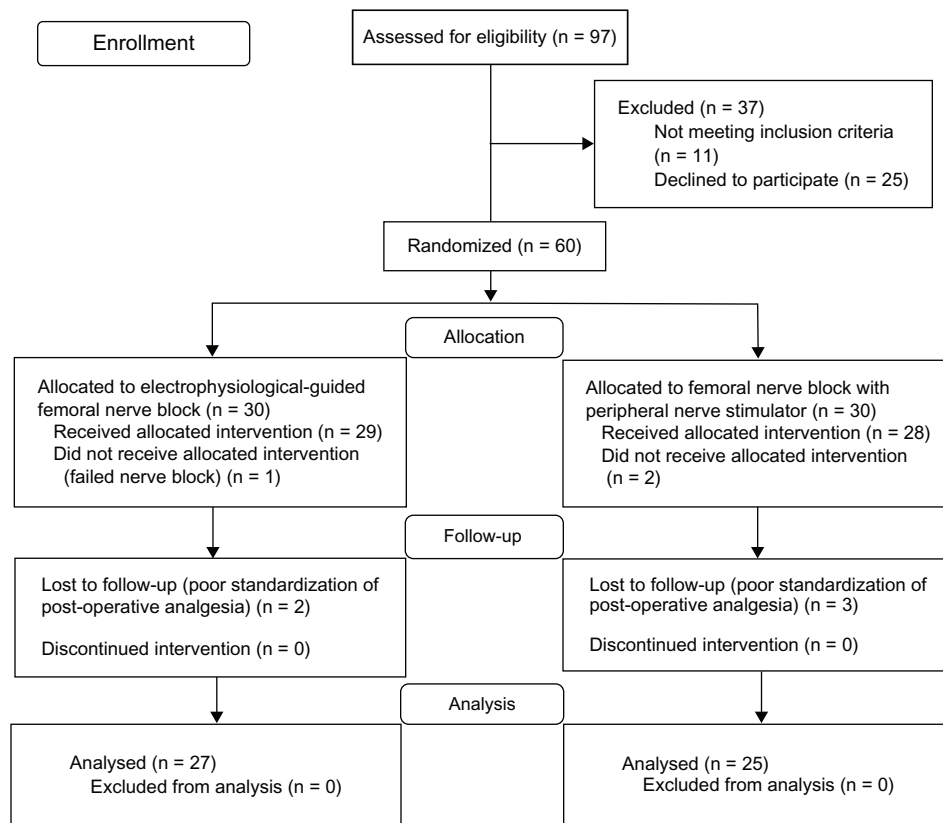 Enrollment
Assessed for eligibility (n = 97)
Excluded (n = 37)
Not meeting inclusion criteria
(n = 11)
Declined to participate (n = 25)
Randomized (n = 60)
Allocation
Allocated to electrophysiological-guided
femoral nerve block (n = 30)
Received allocated intervention (n = 29)
Did not receive allocated intervention
(failed nerve block) (n = 1)
Allocated to femoral nerve block with
peripheral nerve stimulator (n = 30)
Received allocated intervention (n = 28)
Did not receive allocated intervention
(n = 2)
Follow-up
Lost to follow-up (poor standardization of
post-operative analgesia) (n = 2)
Discontinued intervention (n = 0)
Lost to follow-up (poor standardization of
post-operative analgesia) (n = 3)
Discontinued intervention (n = 0)
Analysis
Analysed (n = 27)
Excluded from analysis (n = 0)
Analysed (n = 25)
Excluded from analysis (n = 0)